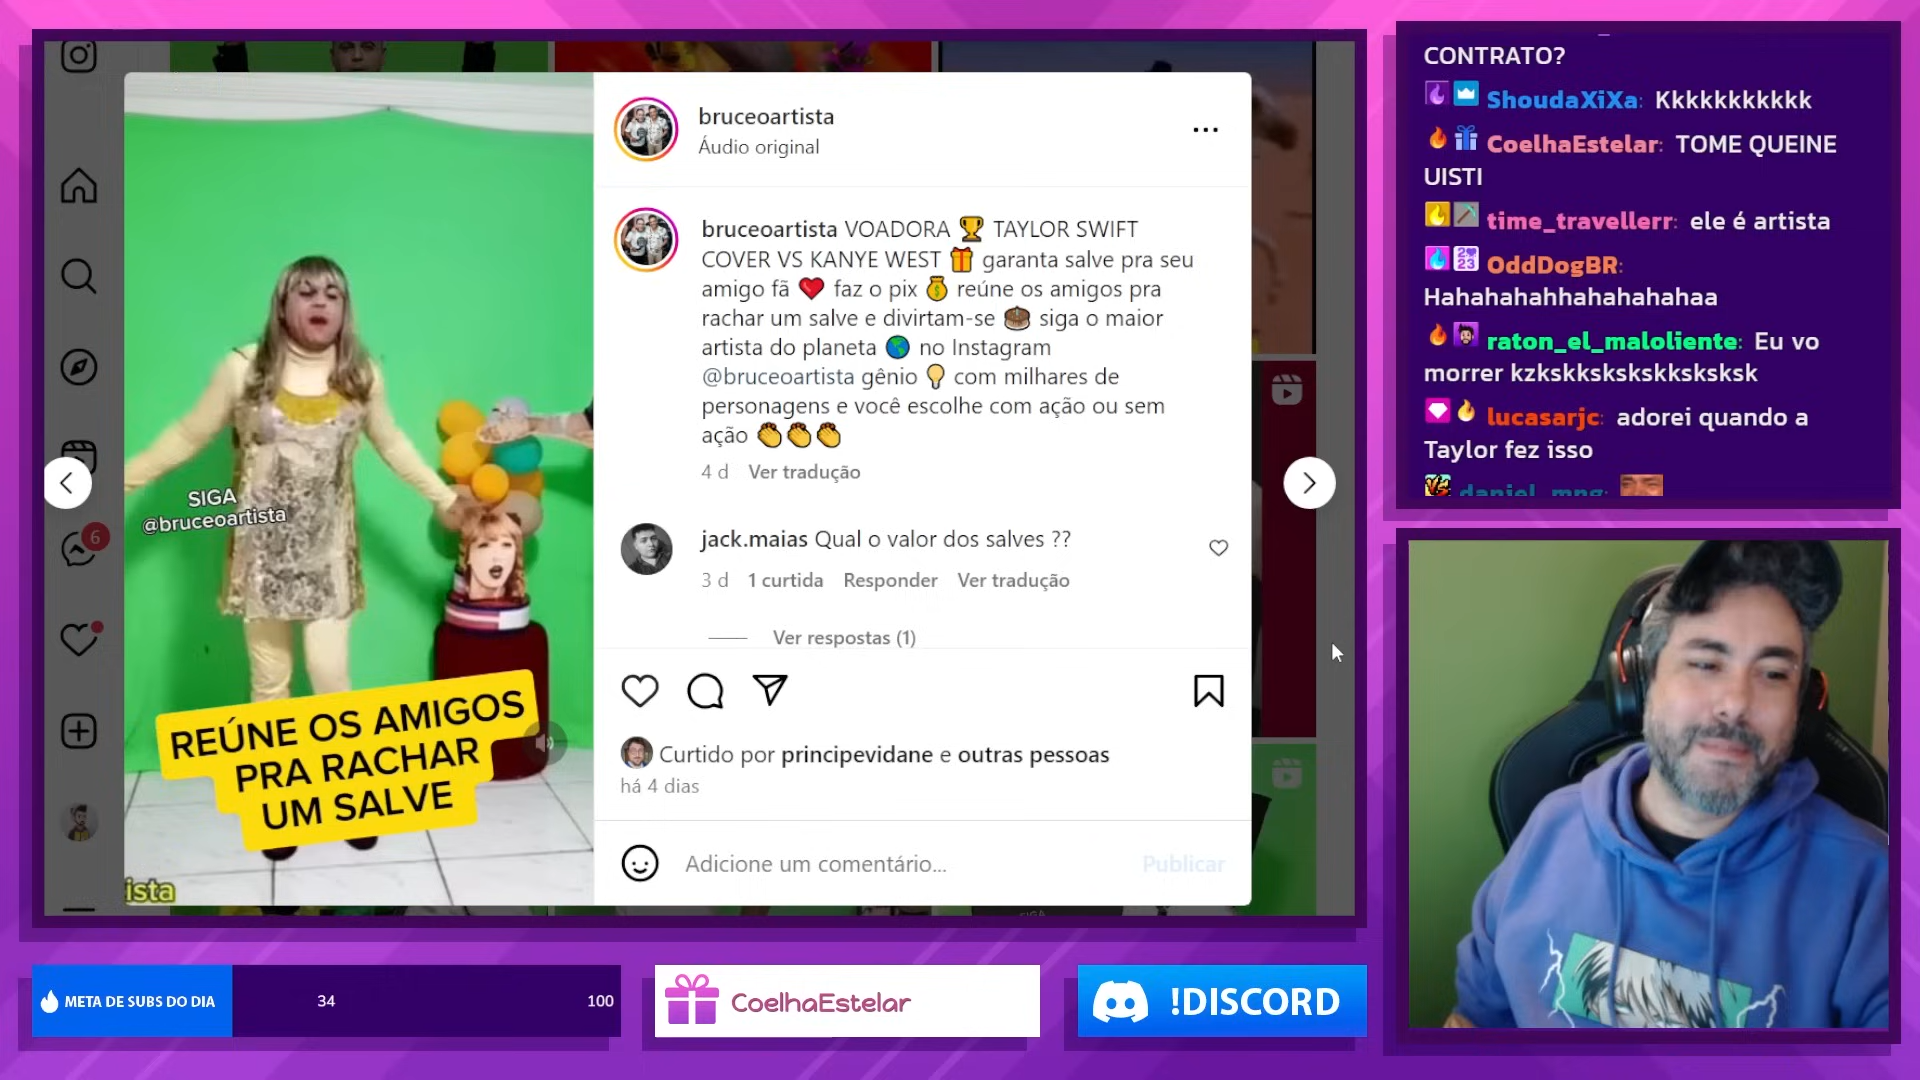 SIGA
@bruceoartista
REÚNE OS AMIGOS
PRA RACHAR
UM SALVE
ista
6
bruceoartista
Áudio original
bruceoartista VOADORA 🏆 TAYLOR SWIFT
COVER VS KANYE WEST 🎁 garanta salve pra seu
amigo fã ❤️ faz o pix 💰 reúne os amigos pra
rachar um salve e divirtam-se 🎂 siga o maior
artista do planeta 🌎 no Instagram
@bruceoartista gênio 💡 com milhares de
personagens e você escolhe com ação ou sem
ação 👏👏👏
4 d Ver tradução
jack.maias Qual o valor dos salves ??
3 d 1 curtida Responder Ver tradução
Ver respostas (1)
Curtido por principevidane e outras pessoas
há 4 dias
Adicione um comentário...
Publicar
CONTRATO?
ShoudaXiXa: Kkkkkkkkkkk
CoelhaEstelar: TOME QUEINE
UISTI
time_travellerr: ele é artista
OddDogBR:
Hahahahahhahahahahaa
raton_el_maloliente: Eu vo
morrer kzkskkskskskksksksk
lucasarjc: adorei quando a
Taylor fez isso
daniel_mng:
META DE SUBS DO DIA
34
100
CoelhaEstelar
!DISCORD